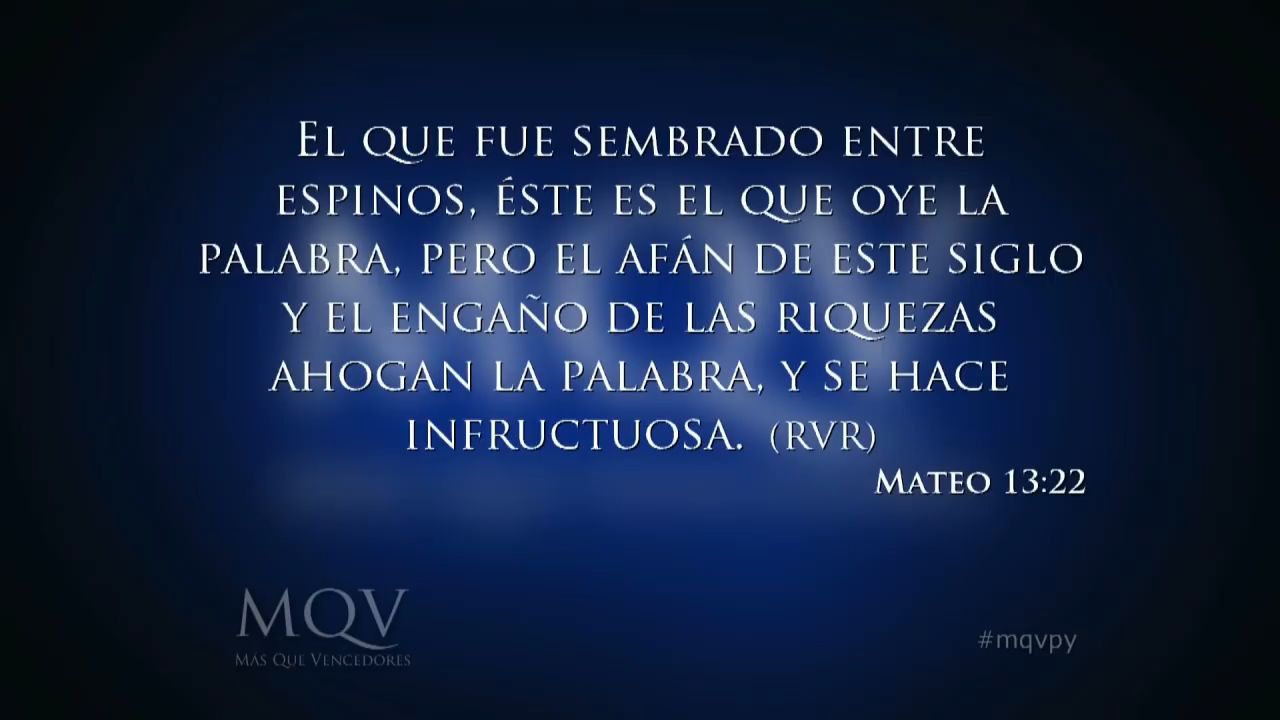 El que fue sembrado entre
espinos, éste es el que oye la
palabra, pero el afán de este siglo
y el engaño de las riquezas
ahogan la palabra, y se hace
infructuosa. (RVR)
Mateo 13:22
MQV
Más Que Vencedores
#mqvpy